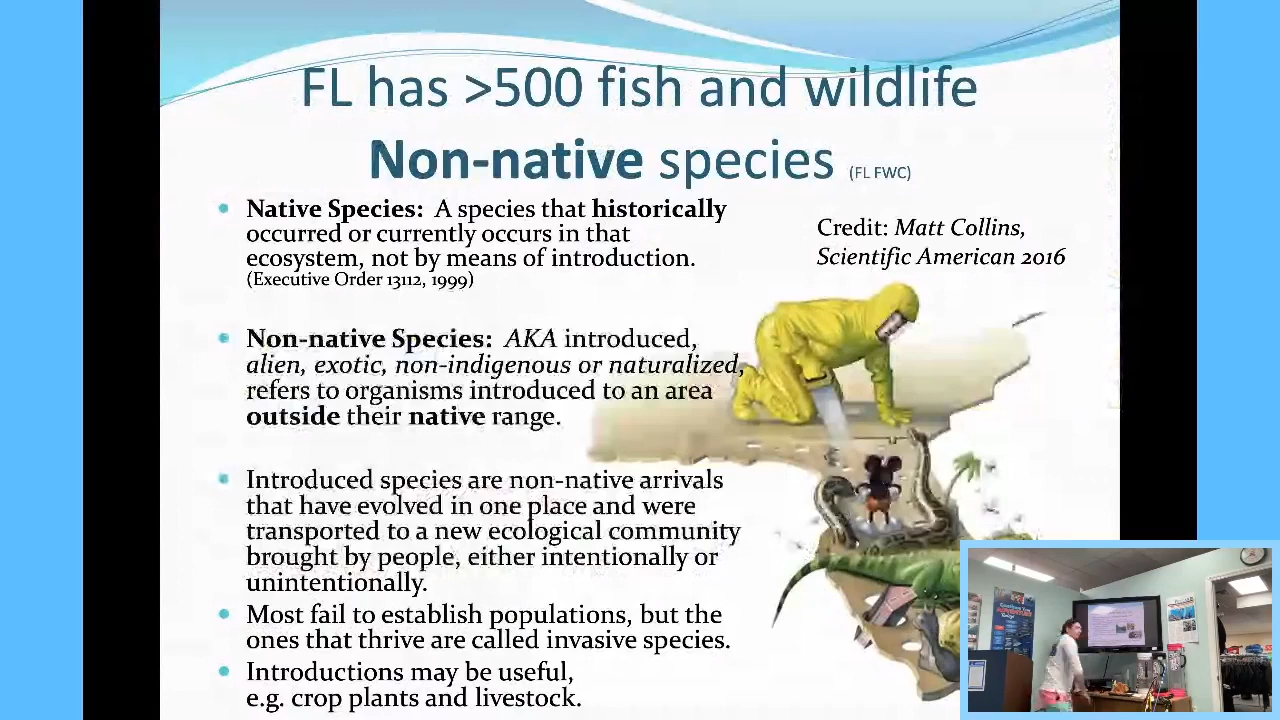 FL has >500 fish and wildlife
Non-native species (FL FWC)
Native Species: A species that historically
occurred or currently occurs in that
ecosystem, not by means of introduction.
(Executive Order 13112, 1999)
Non-native Species: AKA introduced,
alien, exotic, non-indigenous or naturalized,
refers to organisms introduced to an area
outside their native range.
Introduced species are non-native arrivals
that have evolved in one place and were
transported to a new ecological community
brought by people, either intentionally or
unintentionally.
Most fail to establish populations, but the
ones that thrive are called invasive species.
Introductions may be useful,
e.g. crop plants and livestock.
Credit: Matt Collins,
Scientific American 2016